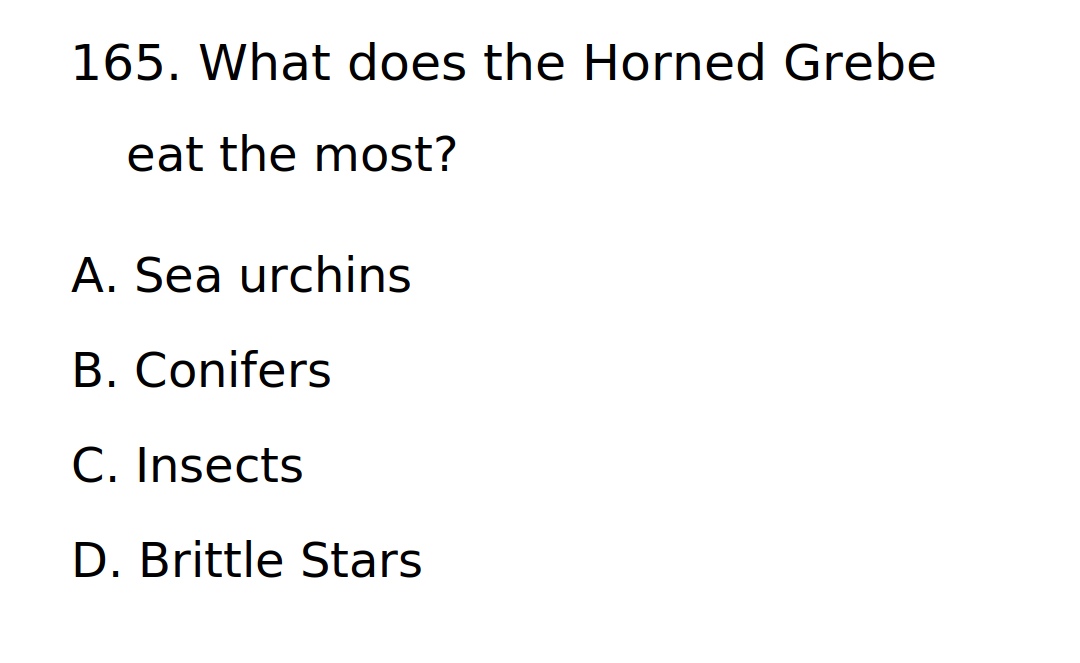 165. What does the Horned Grebe
eat the most?
A. Sea urchins
B. Conifers
C. Insects
D. Brittle Stars